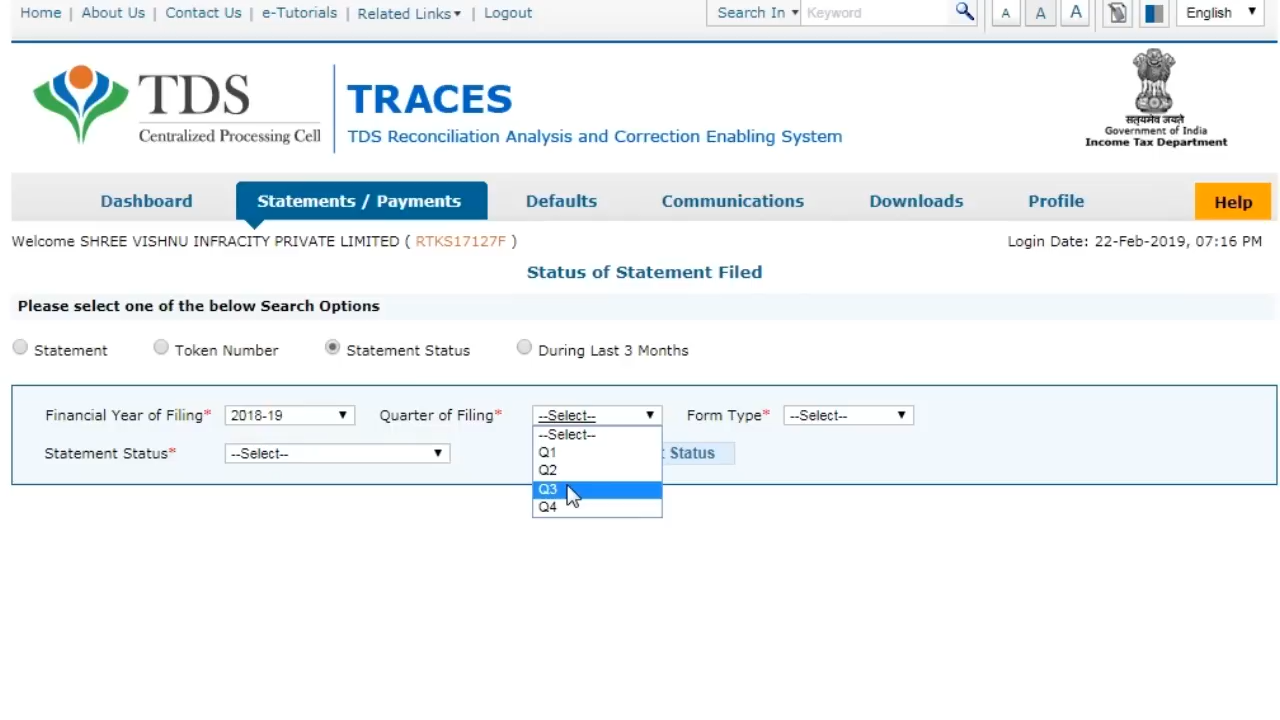 Home | About Us | Contact Us | e-Tutorials | Related Links | Logout Search In Keyword A A A English
TDS
Centralized Processing Cell
TRACES
TDS Reconciliation Analysis and Correction Enabling System
सत्यमेव जयते
Government of India
Income Tax Department
Dashboard Statements / Payments Defaults Communications Downloads Profile Help
Welcome SHREE VISHNU INFRACITY PRIVATE LIMITED ( RTKS17127F ) Login Date: 22-Feb-2019, 07:16 PM
Status of Statement Filed
Please select one of the below Search Options
Statement Token Number Statement Status During Last 3 Months
Financial Year of Filing* 2018-19 Quarter of Filing* --Select-- Form Type* --Select--
--Select--
Statement Status* --Select-- Q1 Status
Q2
Q3
Q4